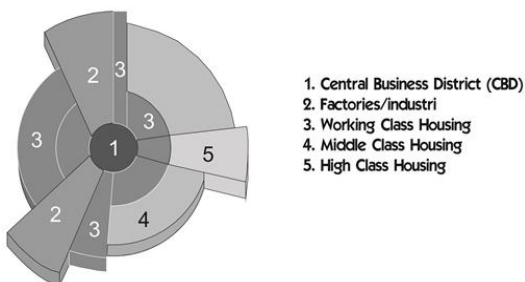 2
3
3
3
1
5
2
3
4
1. Central Business District (CBD)
2. Factories/industri
3. Working Class Housing
4. Middle Class Housing
5. High Class Housing